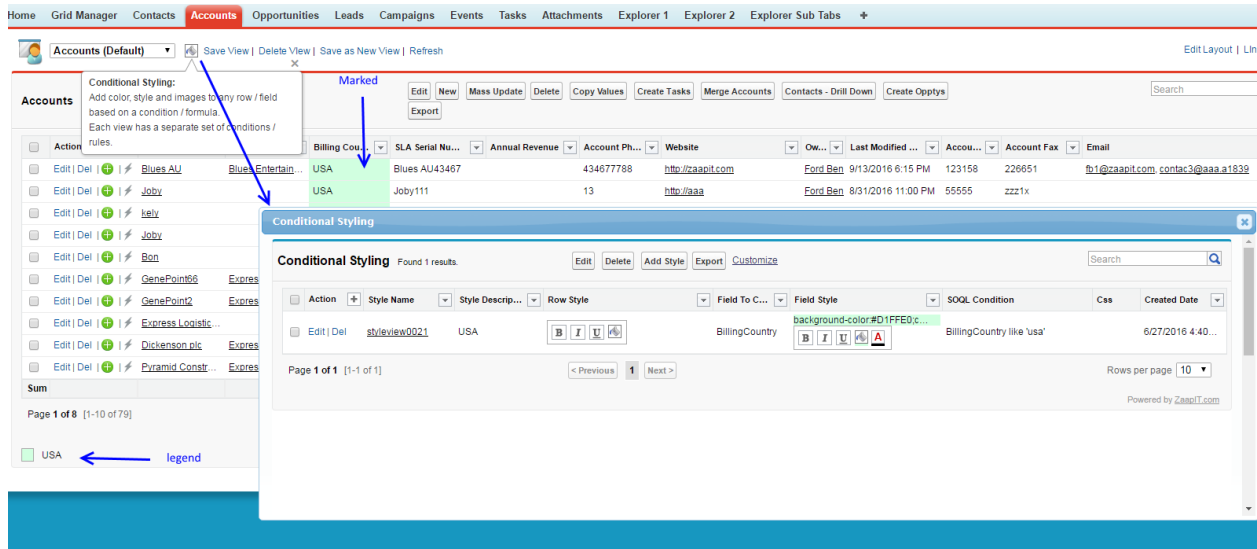 Home Grid Manager Contacts Accounts Opportunities Leads Campaigns Events Tasks Attachments Explorer 1 Explorer 2 Explorer Sub Tabs +
Accounts (Default) Save View | Delete View | Save as New View | Refresh Edit Layout | Lin
Conditional Styling:
Add color, style and images to any row / field
based on a condition / formula.
Each view has a separate set of conditions /
rules.
Marked
Accounts Edit New Mass Update Delete Copy Values Create Tasks Merge Accounts Contacts - Drill Down Create Opptys Search
Export
Action Billing Cou... SLA Serial Nu... Annual Revenue Account Ph... Website Ow... Last Modified ... Accou... Account Fax Email
Edit | Del | Blues AU Blues Entertain... USA Blues AU43467 434677788 http://zaapit.com Ford Ben 9/13/2016 6:15 PM 123158 226651 fb1@zaapit.com, contac3@aaa.a1839
Edit | Del | Joby USA Joby111 13 http://aaa Ford Ben 8/31/2016 11:00 PM 55555 zzz1x
Edit | Del | kely
Edit | Del | Joby
Edit | Del | Bon
Edit | Del | GenePoint66 Expres
Edit | Del | GenePoint2 Expres
Edit | Del | Express Logistic...
Edit | Del | Dickenson plc Expres
Edit | Del | Pyramid Constr... Expres
Sum
Page 1 of 8 [1-10 of 79]
USA
legend
Conditional Styling
Conditional Styling Found 1 results. Edit Delete Add Style Export Customize Search
Action + Style Name Style Descrip... Row Style Field To C... Field Style SOQL Condition Css Created Date
background-color:#D1FFE0;c...
Edit | Del styleview0021 USA B I U BillingCountry B I U A BillingCountry like 'usa' 6/27/2016 4:40...
Page 1 of 1 [1-1 of 1] < Previous 1 Next > Rows per page 10
Powered by ZaapIT.com